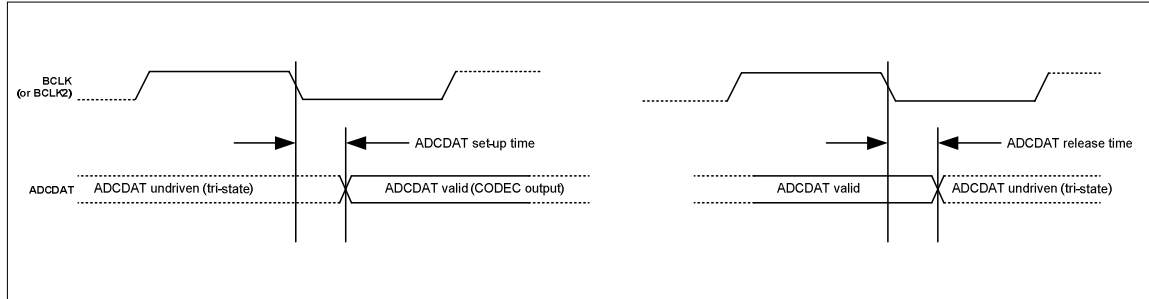 BCLK
(or BCLK2)
ADCDAT set-up time
ADCDAT release time
ADCDAT
ADCDAT undriven (tri-state)
ADCDAT valid (CODEC output)
ADCDAT valid
ADCDAT undriven (tri-state)